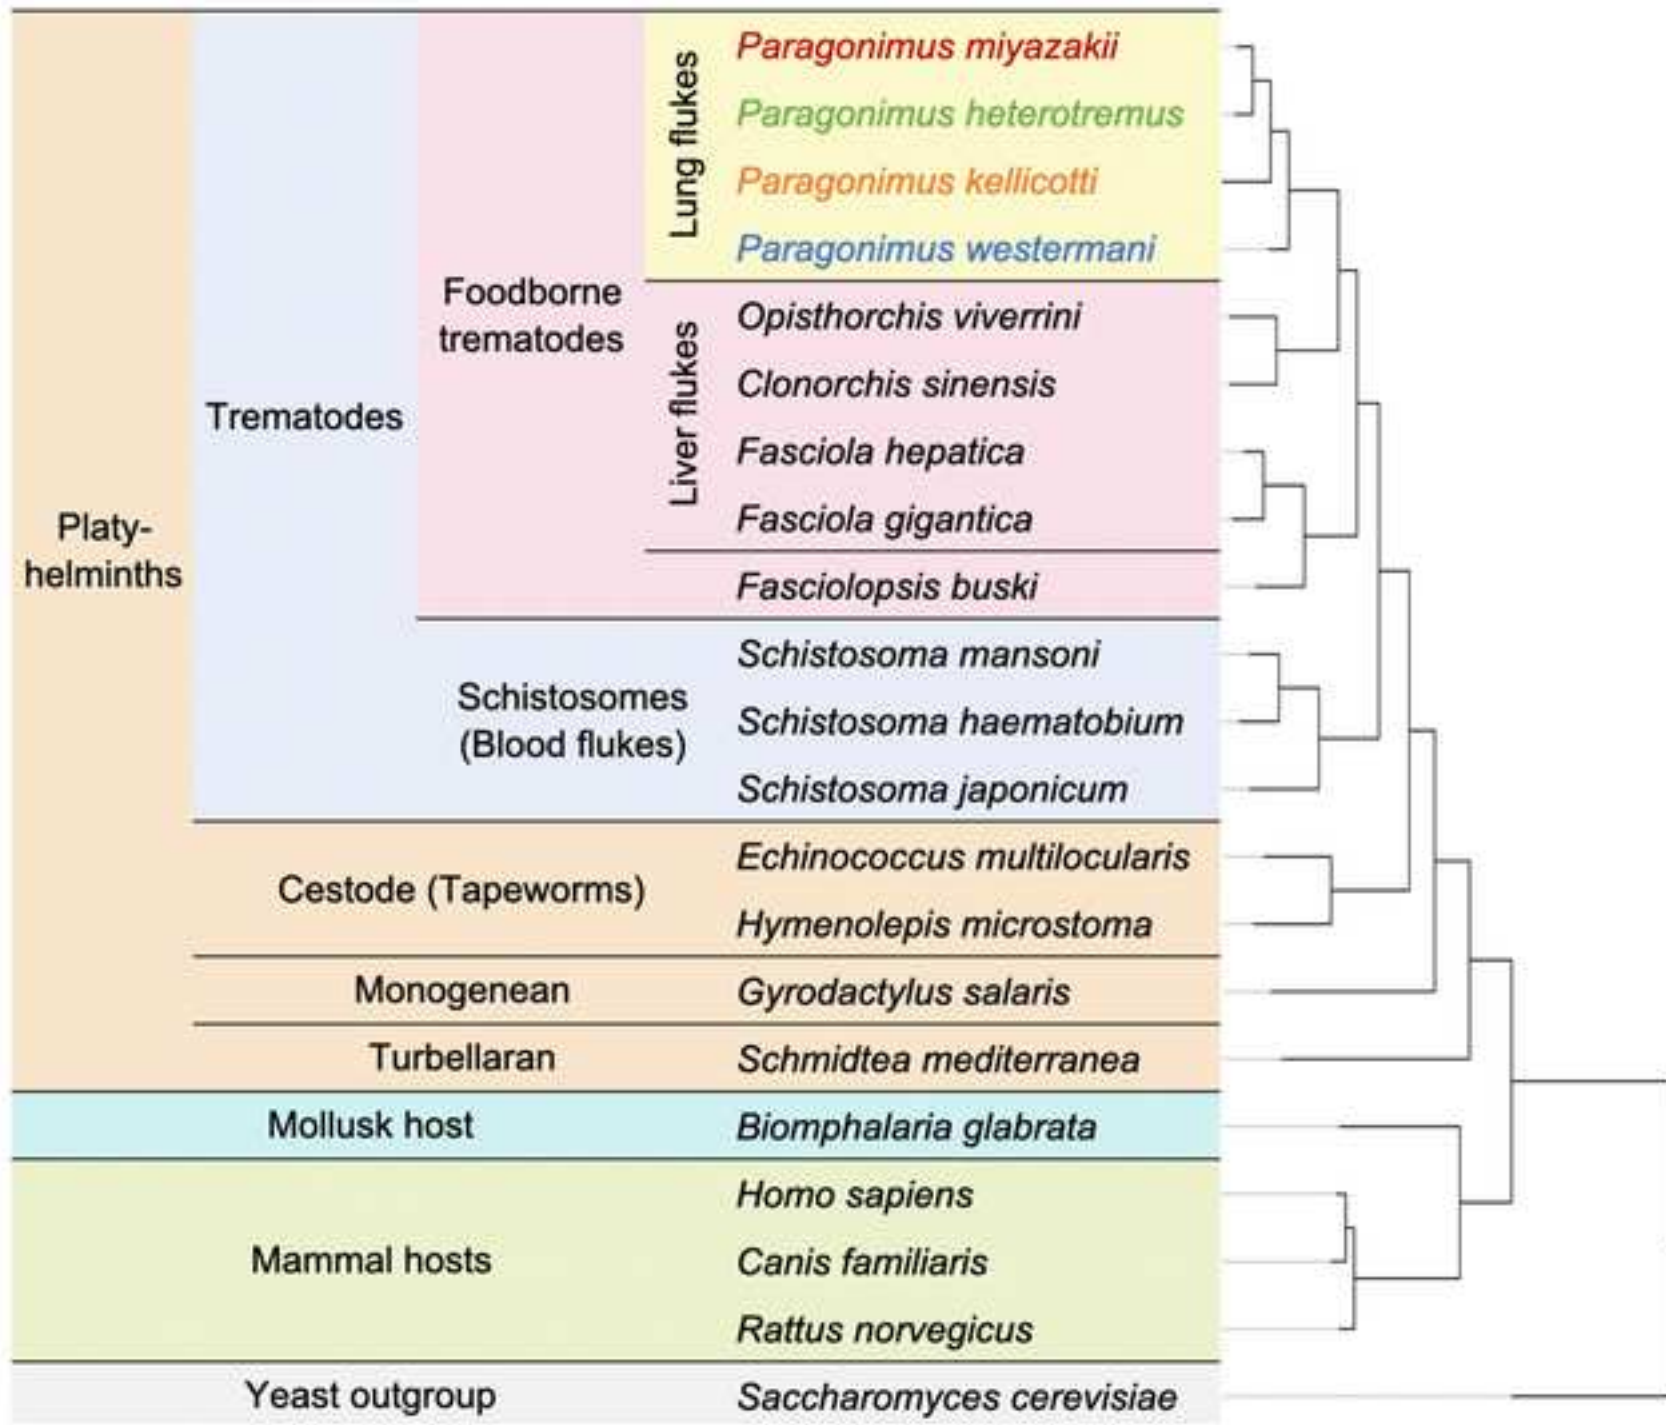 Platy-
helminths
Trematodes
Foodborne
trematodes
Lung flukes
Paragonimus miyazakii
Paragonimus heterotremus
Paragonimus kellicotti
Paragonimus westermani
Liver flukes
Opisthorchis viverrini
Clonorchis sinensis
Fasciola hepatica
Fasciola gigantica
Fasciolopsis buski
Schistosomes
(Blood flukes)
Schistosoma mansoni
Schistosoma haematobium
Schistosoma japonicum
Cestode (Tapeworms)
Echinococcus multilocularis
Hymenolepis microstoma
Monogenean
Gyrodactylus salaris
Turbellaran
Schmidtea mediterranea
Mollusk host
Biomphalaria glabrata
Mammal hosts
Homo sapiens
Canis familiaris
Rattus norvegicus
Yeast outgroup
Saccharomyces cerevisiae